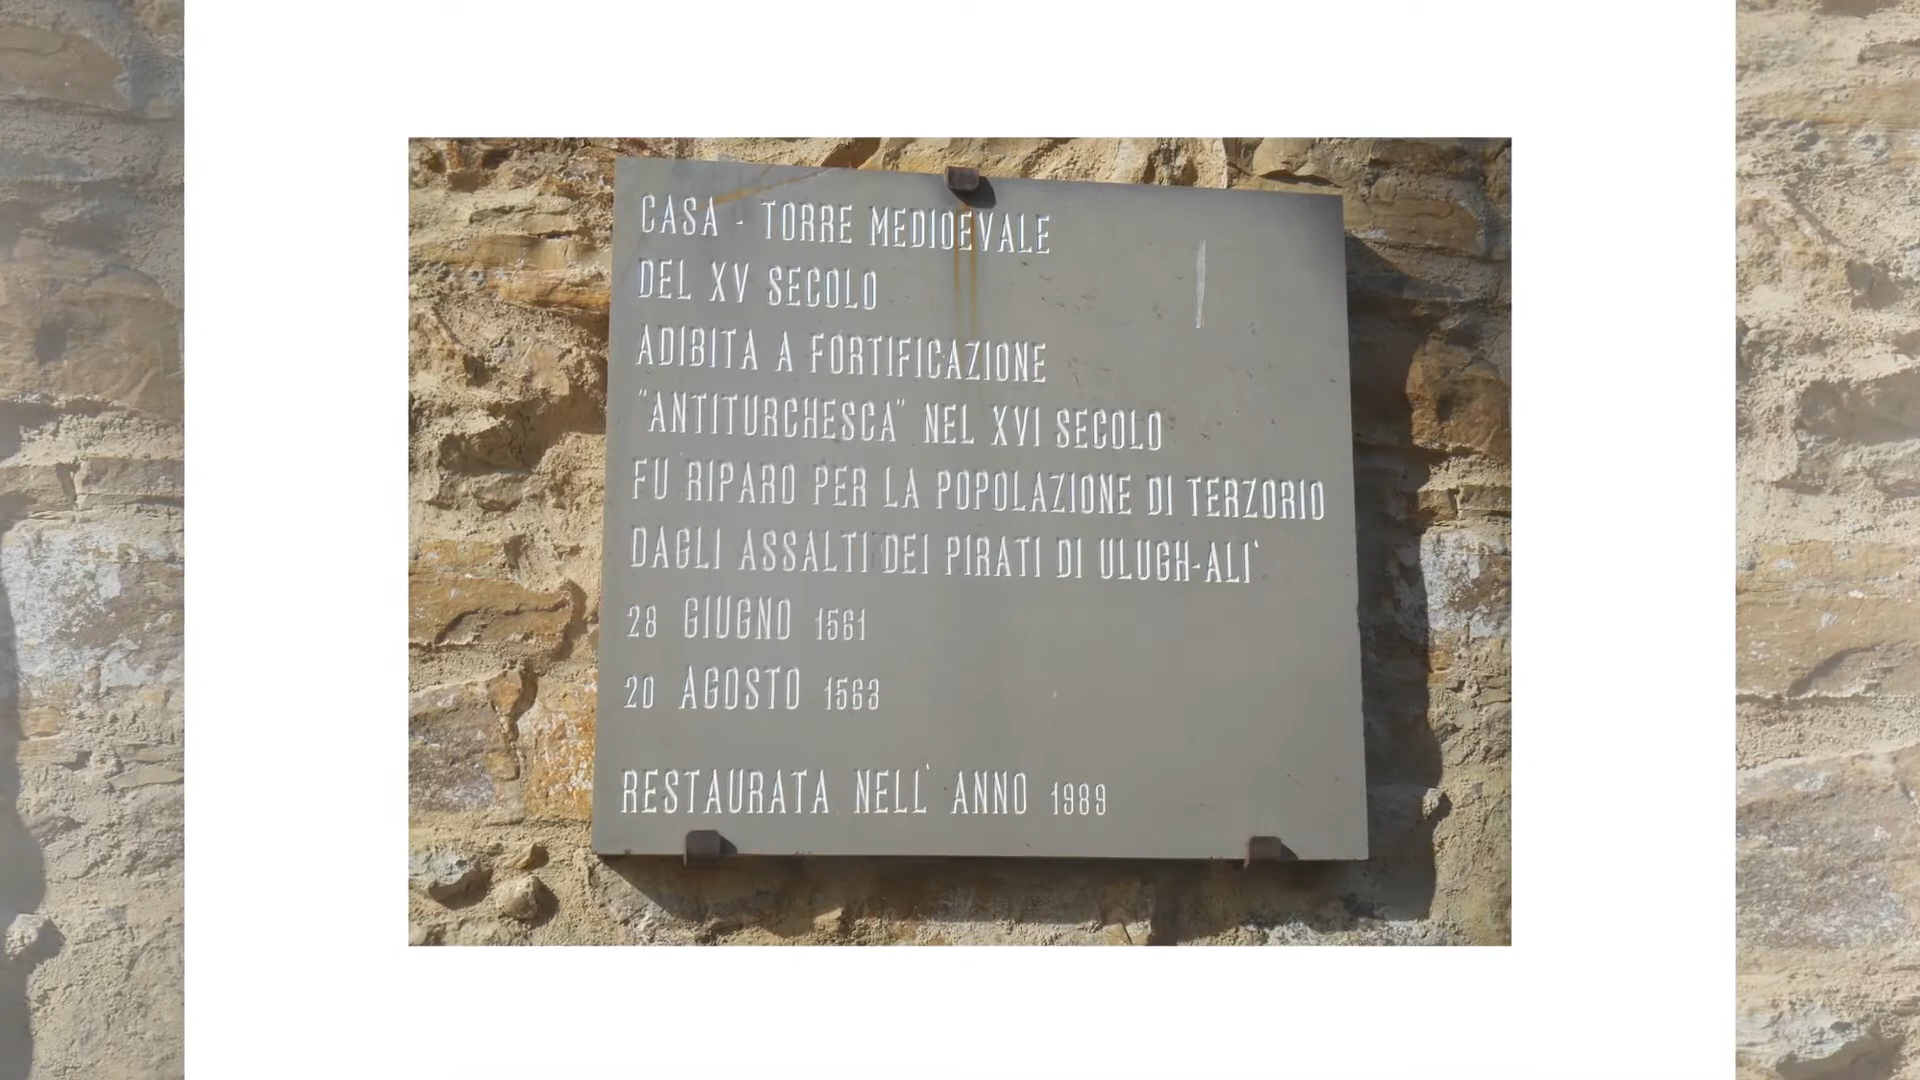 CASA - TORRE MEDIOEVALE
DEL XV SECOLO
ADIBITA A FORTIFICAZIONE
"ANTITURCHESCA" NEL XVI SECOLO
FU RIPARO PER LA POPOLAZIONE DI TERZORIO
DAGLI ASSALTI DEI PIRATI DI ULUGH-ALI'
28 GIUGNO 1561
20 AGOSTO 1563
RESTAURATA NELL' ANNO 1989